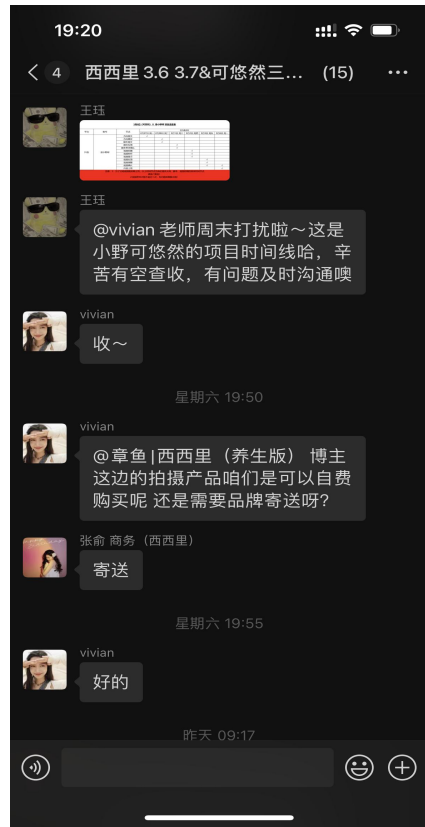 19:20
4
西西里 3.6 3.7&可悠然三... (15)
王珏
王珏
@vivian 老师周末打扰啦～这是
小野可悠然的项目时间线哈，辛
苦有空查收，有问题及时沟通噢
vivian
收～
星期六 19:50
vivian
@章鱼|西西里（养生版） 博主
这边的拍摄产品咱们是可以自费
购买呢 还是需要品牌寄送呀？
张俞 商务（西西里）
寄送
星期六 19:55
vivian
好的
昨天 09:17